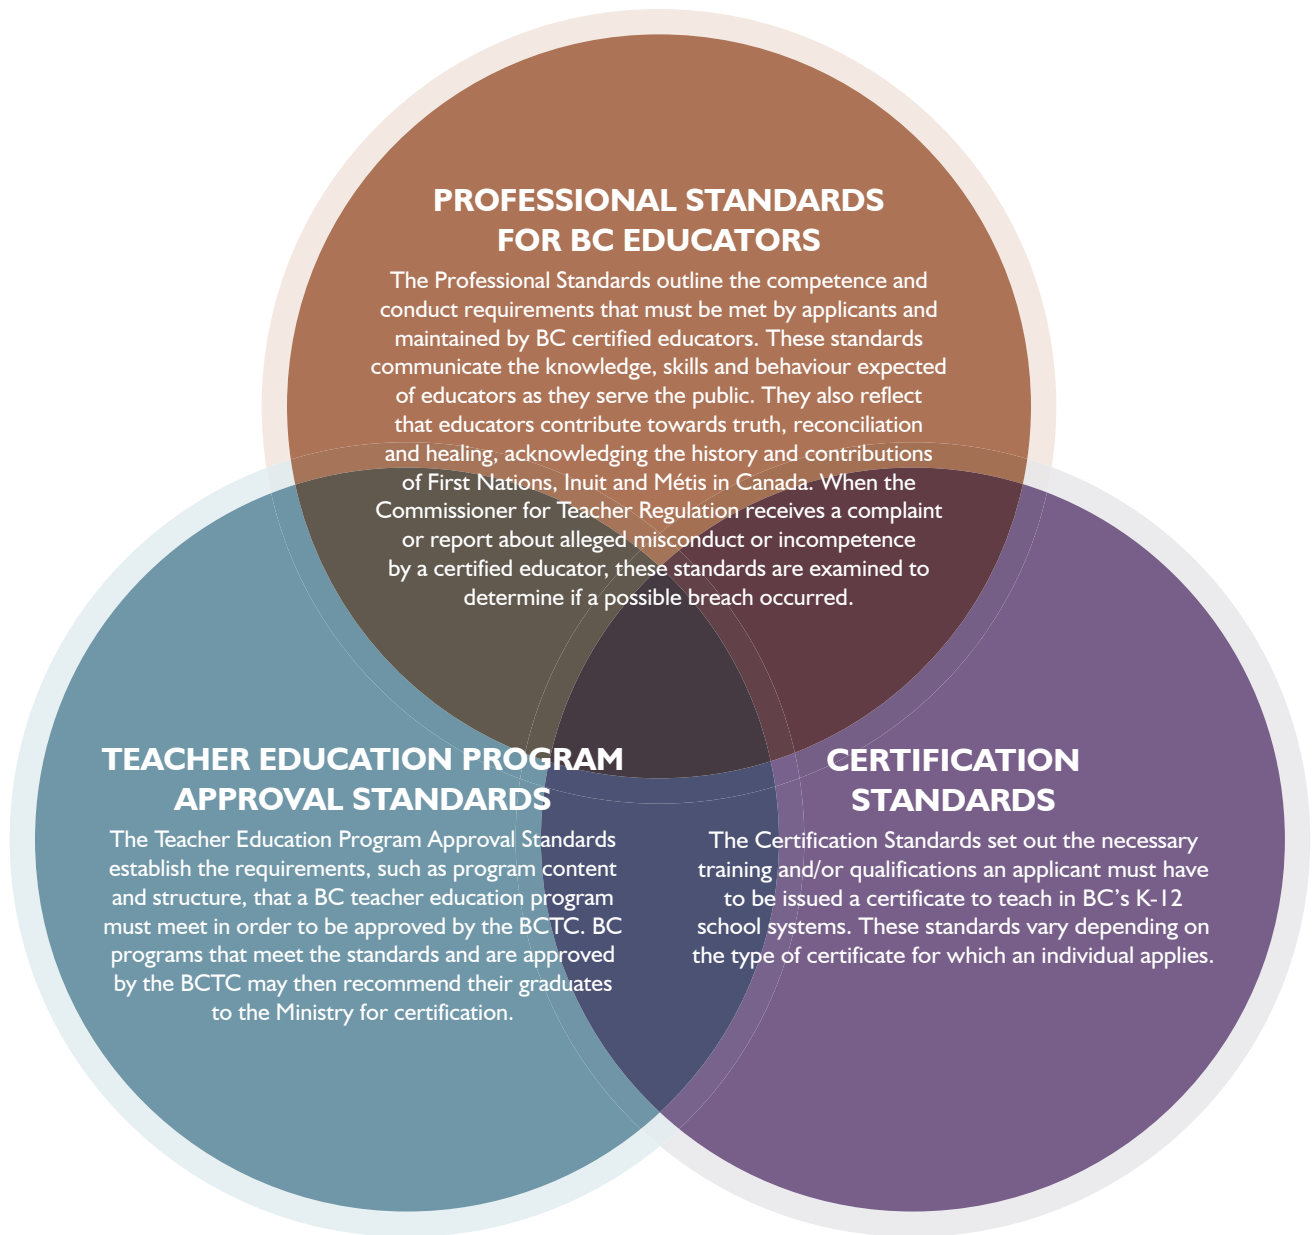 PROFESSIONAL STANDARDS
FOR BC EDUCATORS
The Professional Standards outline the competence and
conduct requirements that must be met by applicants and
maintained by BC certified educators. These standards
communicate the knowledge, skills and behaviour expected
of educators as they serve the public. They also reflect
that educators contribute towards truth, reconciliation
and healing, acknowledging the history and contributions
of First Nations, Inuit and Métis in Canada. When the
Commissioner for Teacher Regulation receives a complaint
or report about alleged misconduct or incompetence
by a certified educator, these standards are examined to
determine if a possible breach occurred.
TEACHER EDUCATION PROGRAM
APPROVAL STANDARDS
The Teacher Education Program Approval Standards
establish the requirements, such as program content
and structure, that a BC teacher education program
must meet in order to be approved by the BCTC. BC
programs that meet the standards and are approved
by the BCTC may then recommend their graduates
to the Ministry for certification.
CERTIFICATION
STANDARDS
The Certification Standards set out the necessary
training and/or qualifications an applicant must have
to be issued a certificate to teach in BC’s K-12
school systems. These standards vary depending on
the type of certificate for which an individual applies.